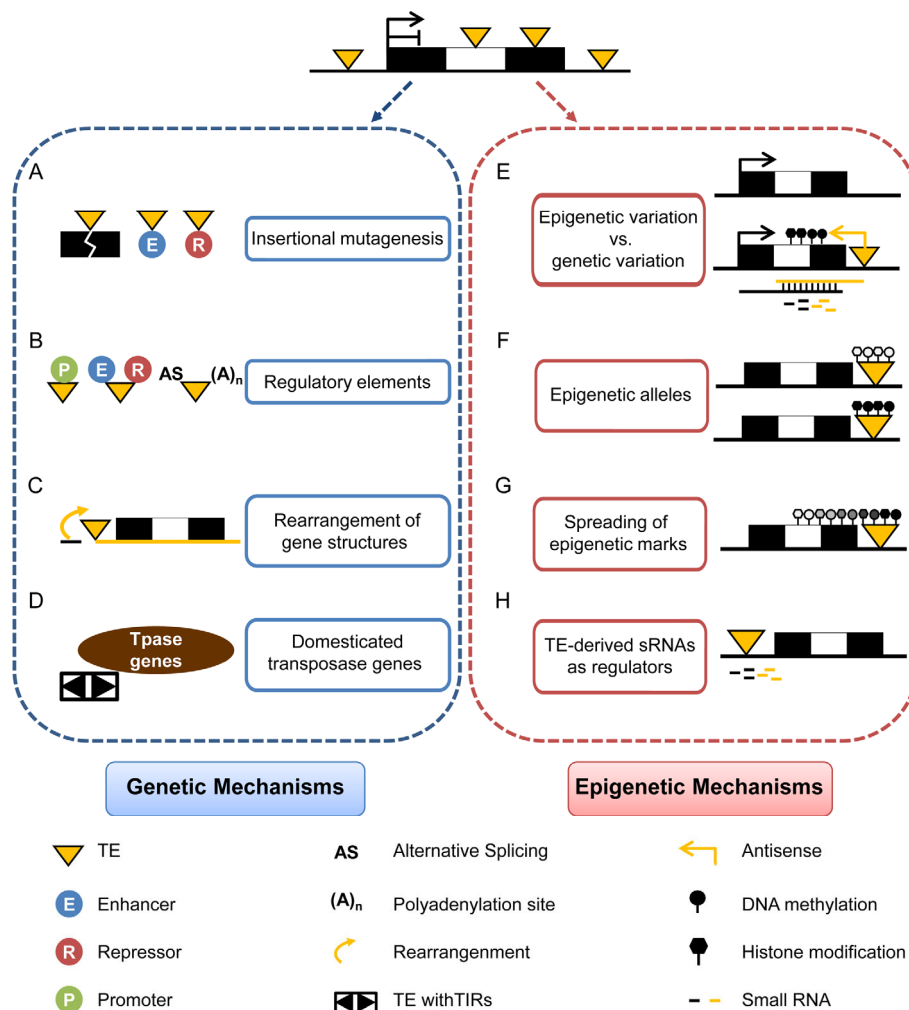 A
E
R
Insertional mutagenesis
B
P
E
R
AS
(A)n
Regulatory elements
C
Rearrangement of
gene structures
D
Tpase
genes
Domesticated
transposase genes
E
Epigenetic variation
vs.
genetic variation
F
Epigenetic alleles
G
Spreading of
epigenetic marks
H
TE-derived sRNAs
as regulators
Genetic Mechanisms
Epigenetic Mechanisms
TE
AS Alternative Splicing
Antisense
E Enhancer
(A)n Polyadenylation site
DNA methylation
R Repressor
Rearrangenment
Histone modification
P Promoter
TE withTIRs
Small RNA